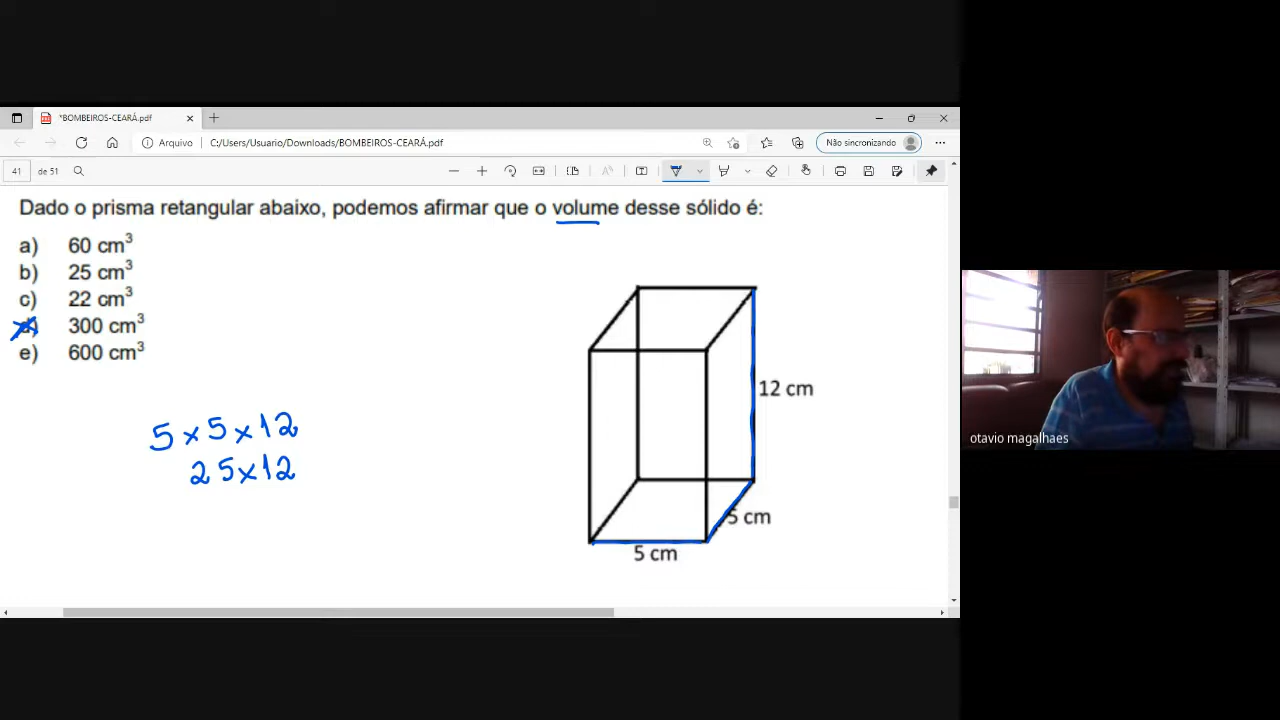 *BOMBEIROS-CEARÁ.pdf
Arquivo
C:/Users/Usuario/Downloads/BOMBEIROS-CEARÁ.pdf
Não sincronizando
41 de 51
Dado o prisma retangular abaixo, podemos afirmar que o volume desse sólido é:
a) 60 cm³
b) 25 cm³
c) 22 cm³
d) 300 cm³
e) 600 cm³
5 x 5 x 12
25 x 12
12 cm
5 cm
5 cm
otavio magalhaes